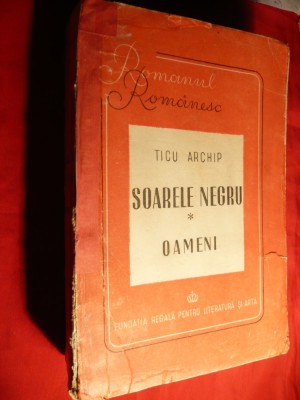 Romanul
Românesc
TICU ARCHIP
SOARELE NEGRU
*
OAMENI
FUNDAȚIA REGALĂ PENTRU LITERATURĂ ȘI ARTĂ